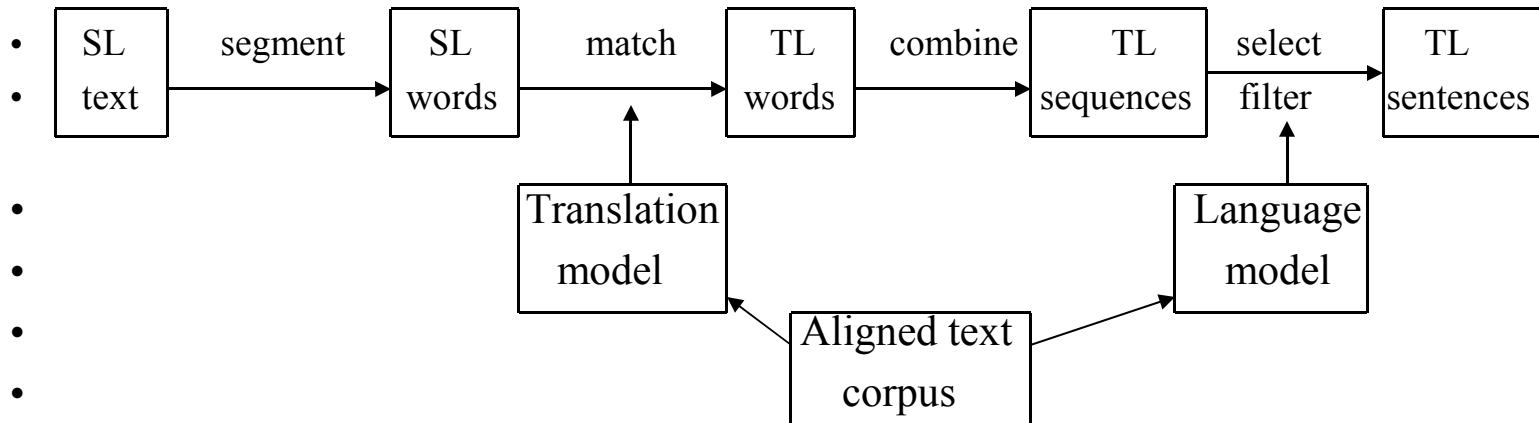 • SL segment SL match TL combine TL select TL
• text words words sequences filter sentences
• Translation Language
• model model
• Aligned text
• corpus